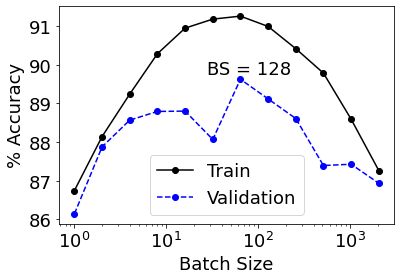 91
90
89
88
87
86
% Accuracy
BS = 128
Train
Validation
10⁰
10¹
10²
10³
Batch Size